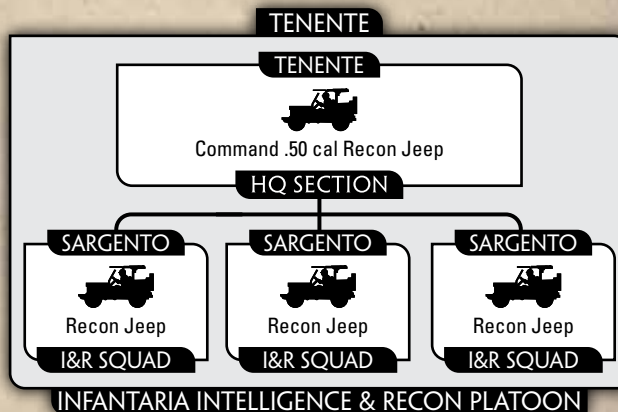 TENENTE
TENENTE
Command .50 cal Recon Jeep
HQ SECTION
SARGENTO SARGENTO SARGENTO
Recon Jeep Recon Jeep Recon Jeep
I&R SQUAD I&R SQUAD I&R SQUAD
INFANTARIA INTELLIGENCE & RECON PLATOON